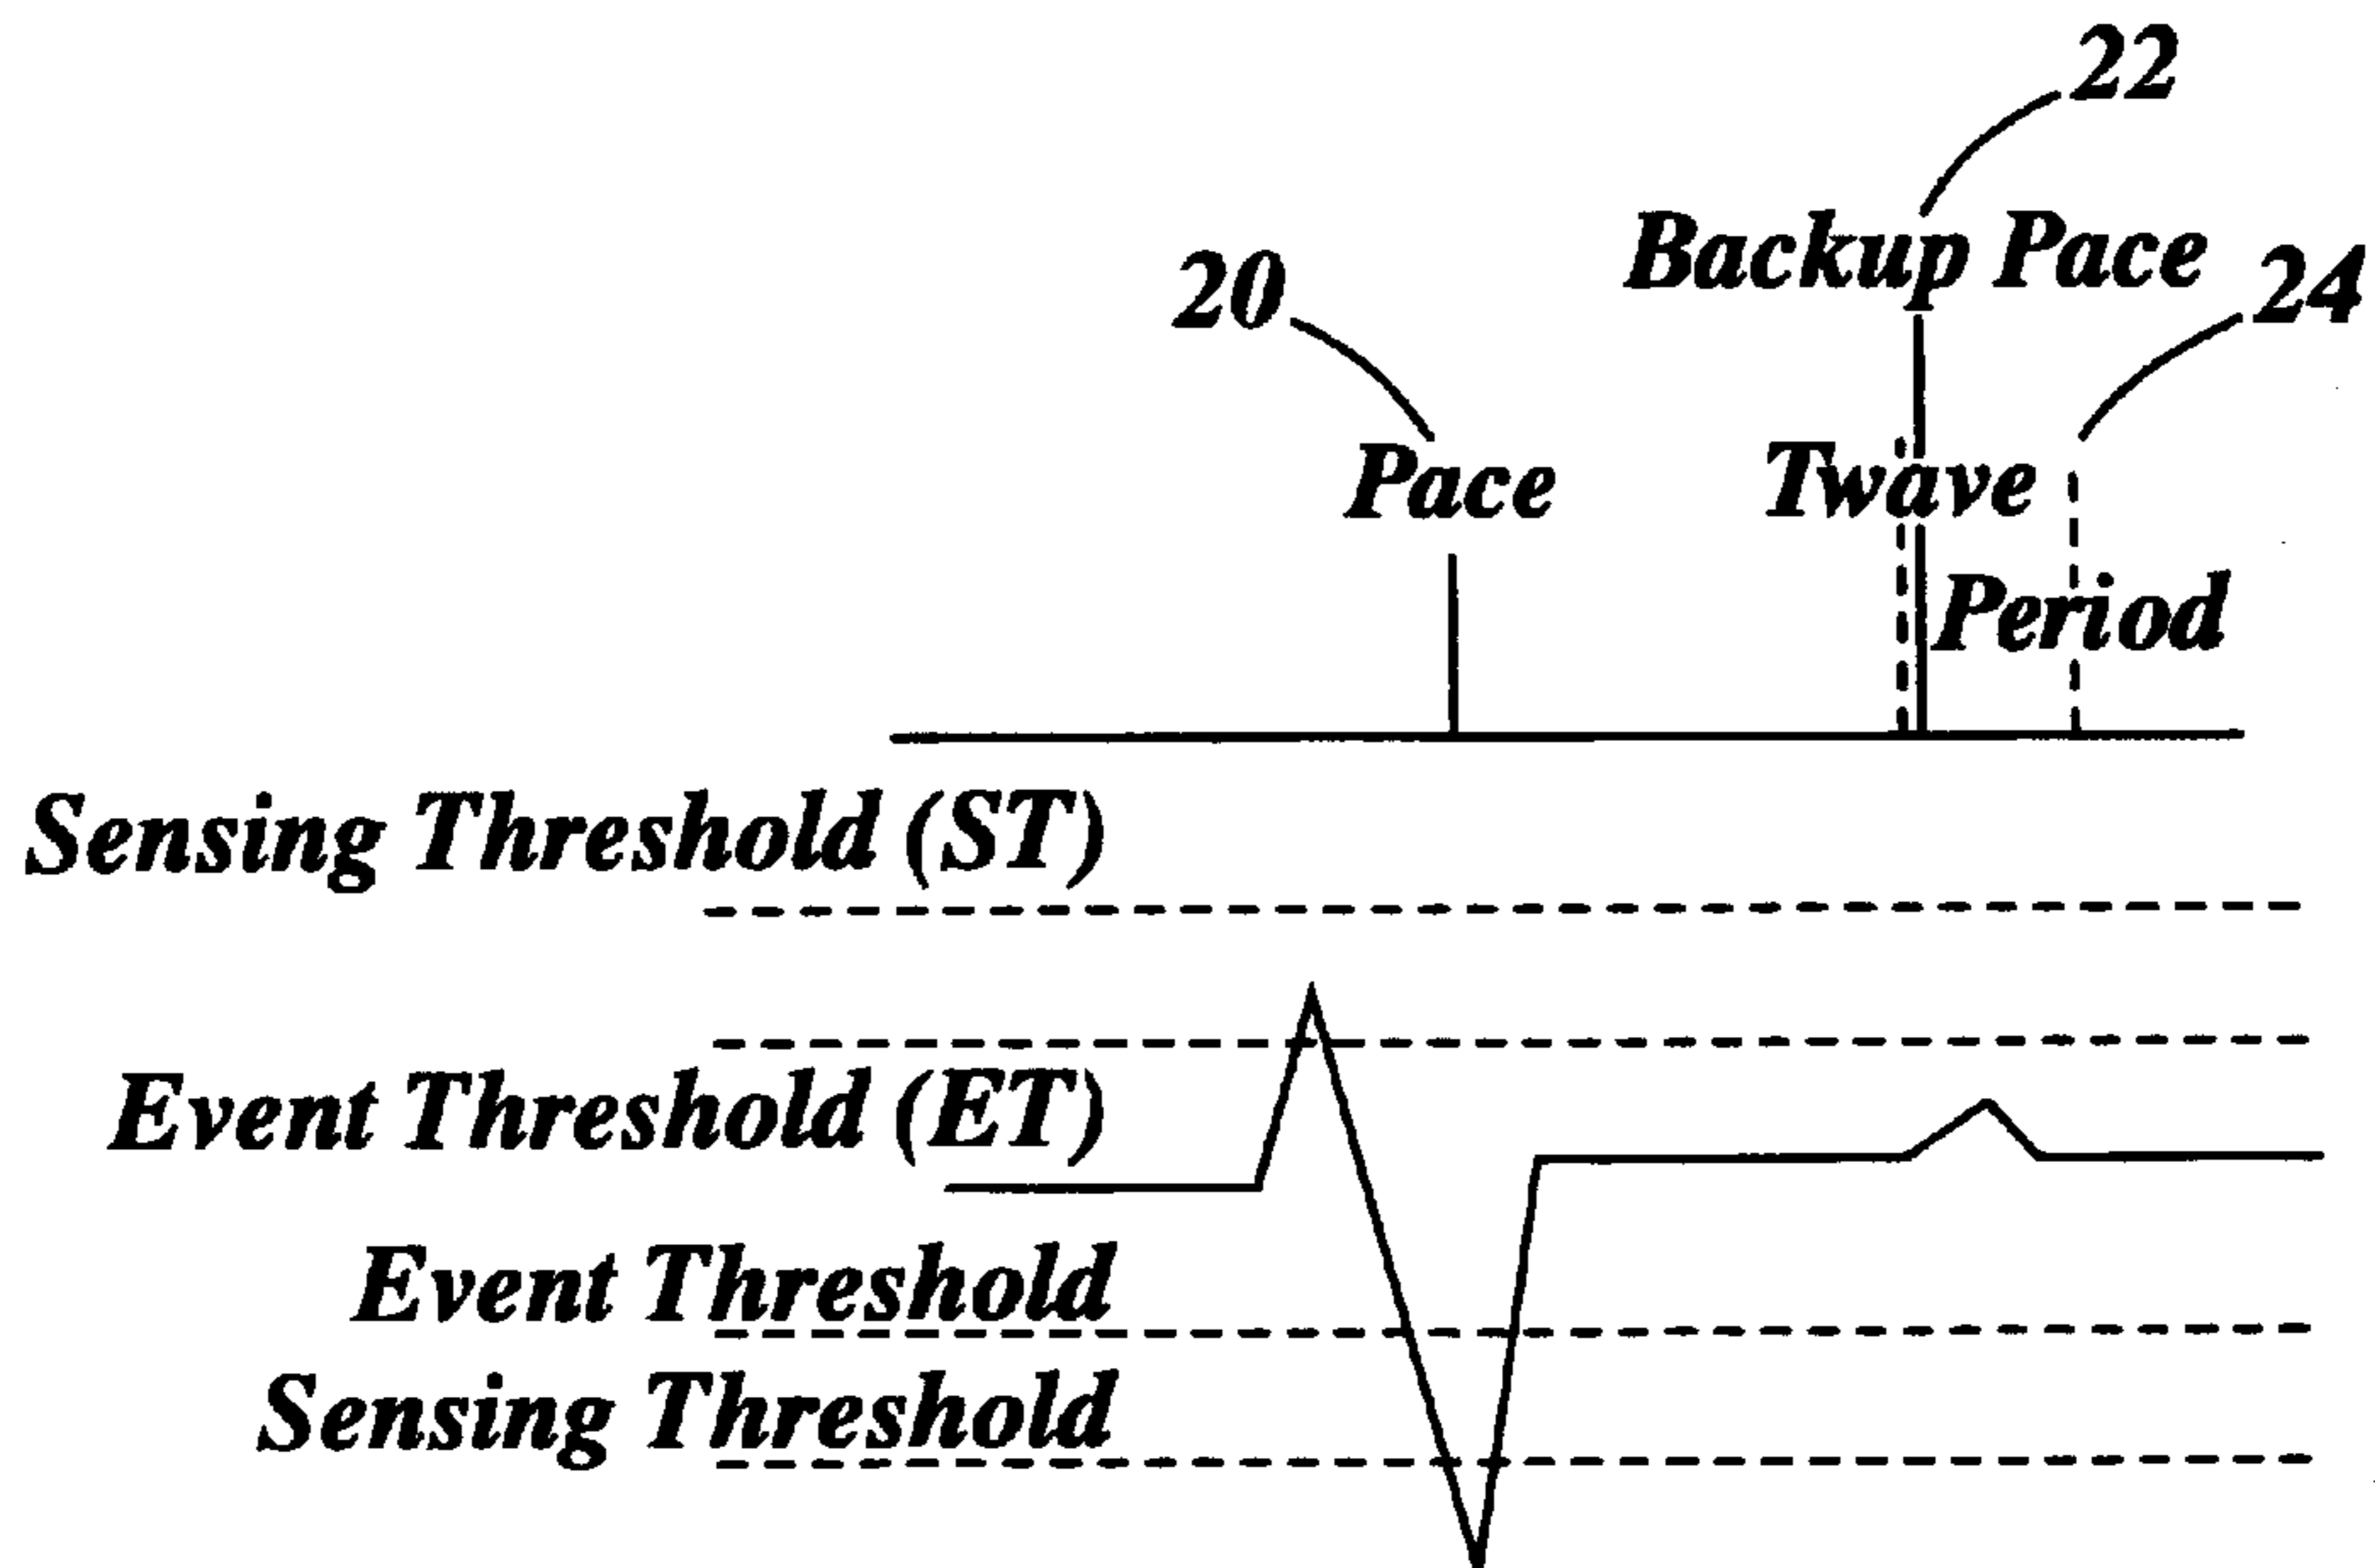 22
Backup Pace
20
24
Pace
Twave
Period
Sensing Threshold (ST)
Event Threshold (ET)
Event Threshold
Sensing Threshold